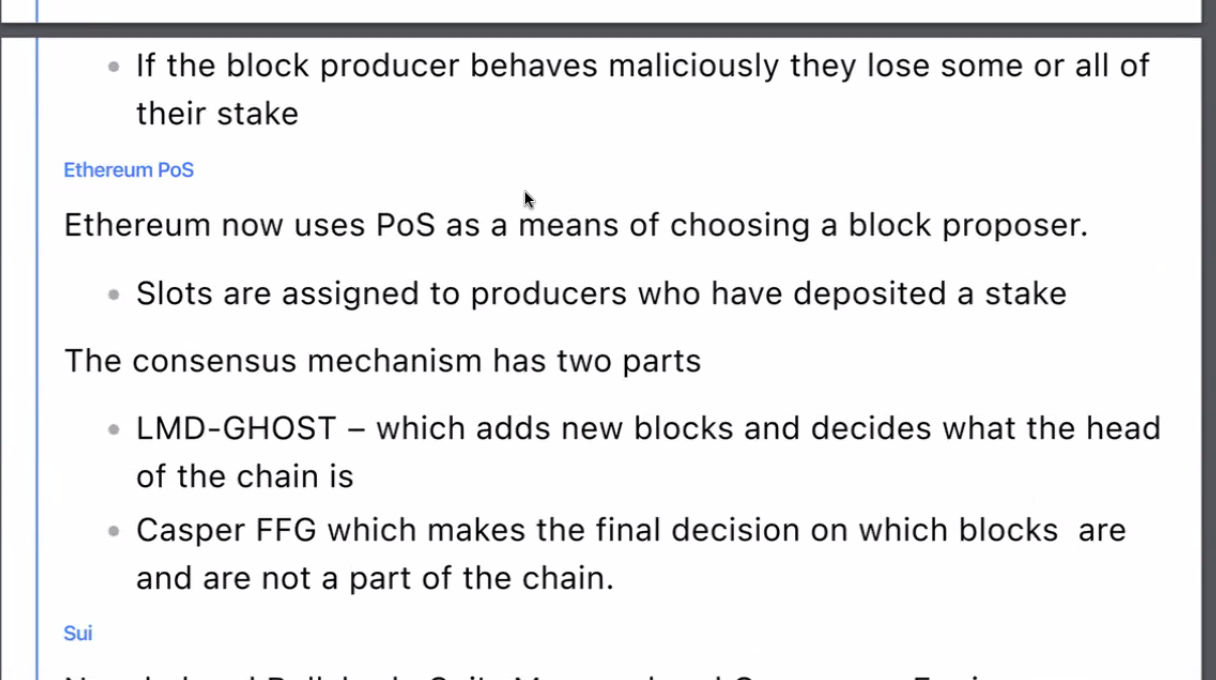 If the block producer behaves maliciously they lose some or all of
their stake
Ethereum PoS
Ethereum now uses PoS as a means of choosing a block proposer.
Slots are assigned to producers who have deposited a stake
The consensus mechanism has two parts
LMD-GHOST – which adds new blocks and decides what the head
of the chain is
Casper FFG which makes the final decision on which blocks  are
and are not a part of the chain.
Sui